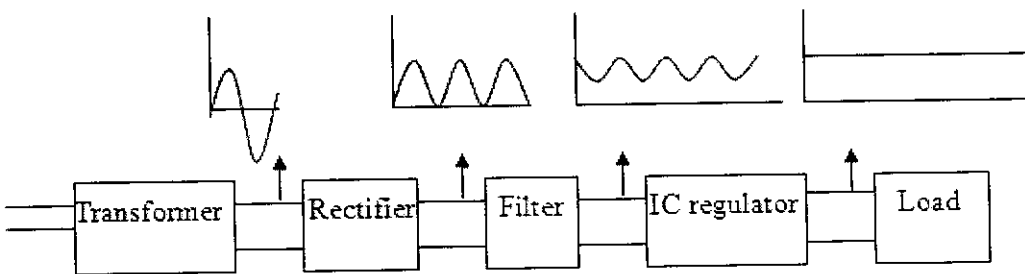 Transformer
Rectifier
Filter
IC regulator
Load